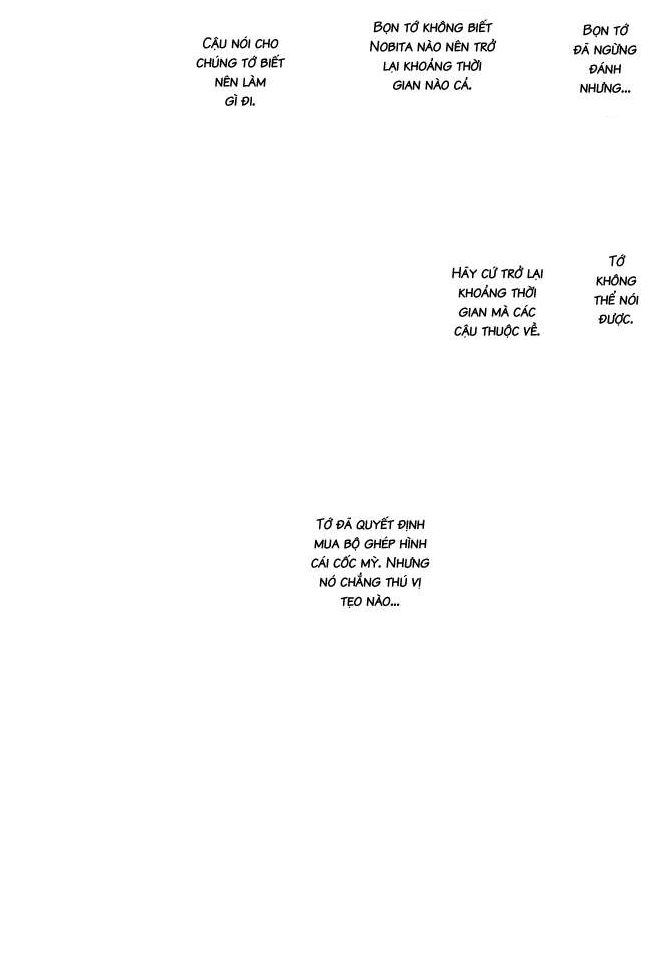 BỌN TỚ
ĐÃ NGỪNG
ĐÁNH
NHƯNG...
BỌN TỚ KHÔNG BIẾT
NOBITA NÀO NÊN TRỞ
LẠI KHOẢNG THỜI
GIAN NÀO CẢ.
CẬU NÓI CHO
CHÚNG TỚ BIẾT
NÊN LÀM
GÌ ĐI.
TỚ
KHÔNG
THỂ NÓI
ĐƯỢC.
HÃY CỨ TRỞ LẠI
KHOẢNG THỜI
GIAN MÀ CÁC
CẬU THUỘC VỀ.
TỚ ĐÃ QUYẾT ĐỊNH
MUA BỘ GHÉP HÌNH
CÁI CỐC MỲ. NHƯNG
NÓ CHẲNG THÚ VỊ
TẸO NÀO...